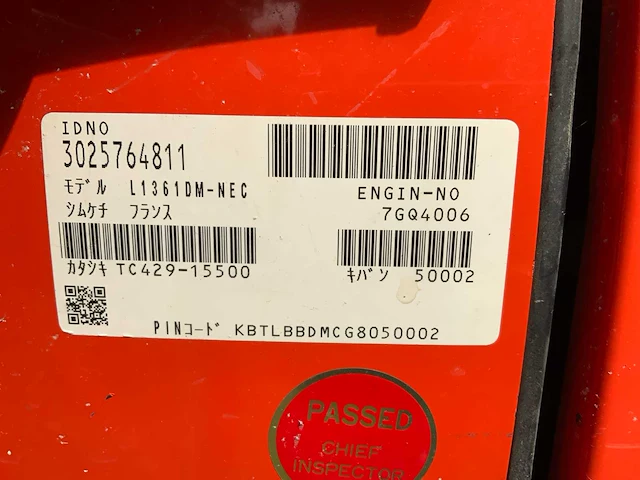 IDNO
3025764811
ﾓﾃﾞﾙ L1361DM-NEC
ｼﾑｹﾁ ﾌﾗﾝｽ
ENGIN-NO
7GQ4006
ｶﾀｼｷ TC429-15500
ｷﾊﾞﾝ 50002
PINｺｰﾄﾞ KBTLBBDMCG8050002
PASSED
CHIEF
INSPECTOR